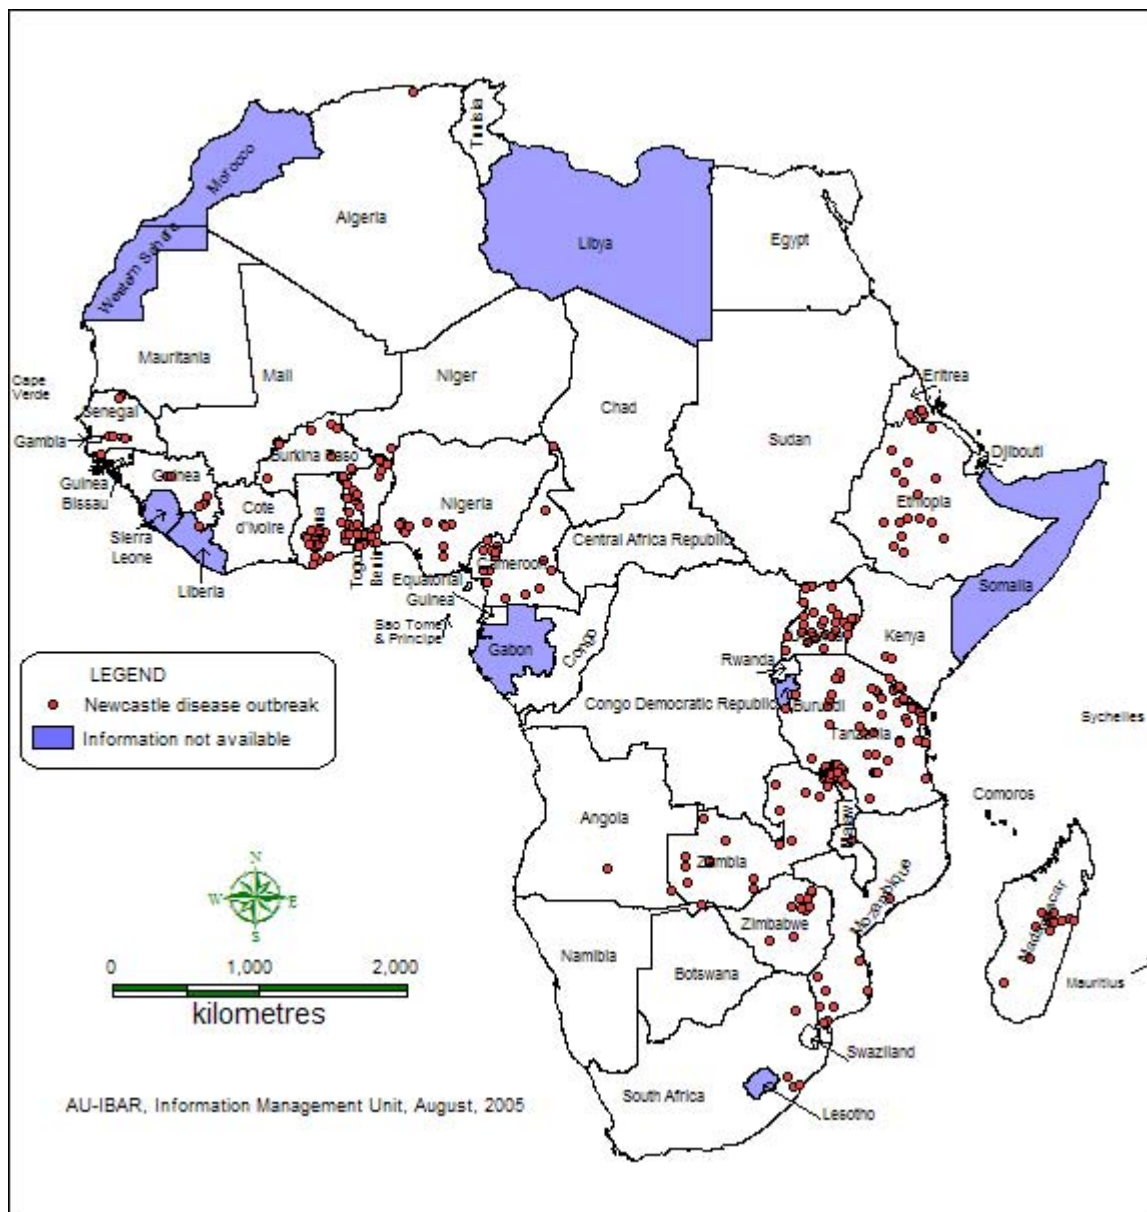 Tunisia
Morocco
Algeria
Libya
Egypt
Western Sahara
Mauritania
Mali
Niger
Chad
Sudan
Eritrea
Cape
Verde
Senegal
Gambia
Djibouti
Burkina Faso
Guinea
Guinea
Bissau
Nigeria
Ethiopia
Cote
d'Ivoire
Togo
Benin
Sierra
Leone
Liberia
Central Africa Republic
Cameroon
Equatorial
Guinea
Sao Tome
& Principe
Somalia
Gabon
Congo
Kenya
Rwanda
LEGEND
Newcastle disease outbreak
Information not available
Congo Democratic Republic
Burundi
Tanzania
Sychelles
Comoros
Angola
Malawi
Zambia
N
W
E
S
Mozambique
Madagascar
Zimbabwe
Namibia
Botswana
Mauritius
0
1,000
2,000
kilometres
Swaziland
South Africa
Lesotho
AU-IBAR, Information Management Unit, August, 2005